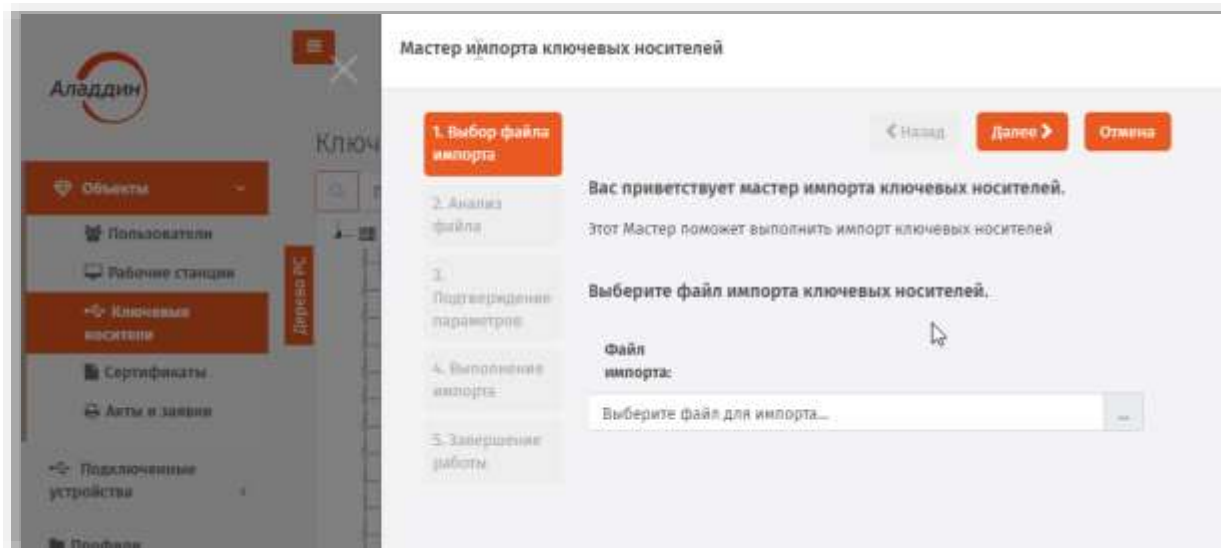 Мастер импорта ключевых носителей
Аладдин
Ключ
Объекты
Пользователи
Рабочие станции
Ключевые
носители
Сертификаты
Акты и заявки
Подключенные
устройства
Профили
Дерево РС
1. Выбор файла
импорта
2. Анализ
файла
3.
Подтверждение
параметров
4. Выполнение
импорта
5. Завершение
работы
Назад
Далее
Отмена
Вас приветствует мастер импорта ключевых носителей.
Этот Мастер поможет выполнить импорт ключевых носителей
Выберите файл импорта ключевых носителей.
Файл
импорта:
Выберите файл для импорта...
...